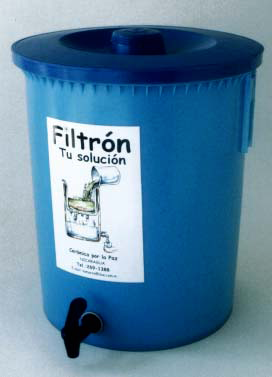 Filtrón
Tu solución
Cerámica por la Paz
NICARAGUA
Tel. 269-1388